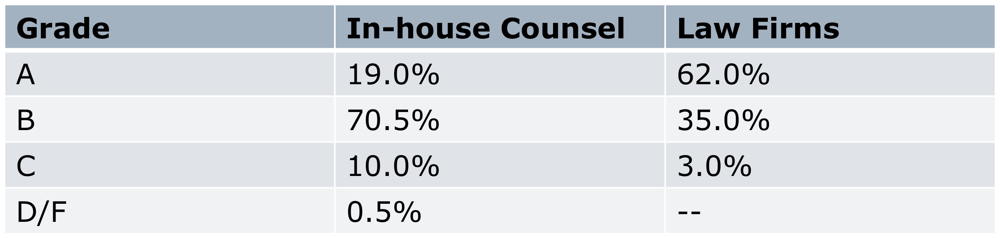 Grade In-house Counsel Law Firms
A 19.0% 62.0%
B 70.5% 35.0%
C 10.0% 3.0%
D/F 0.5% --